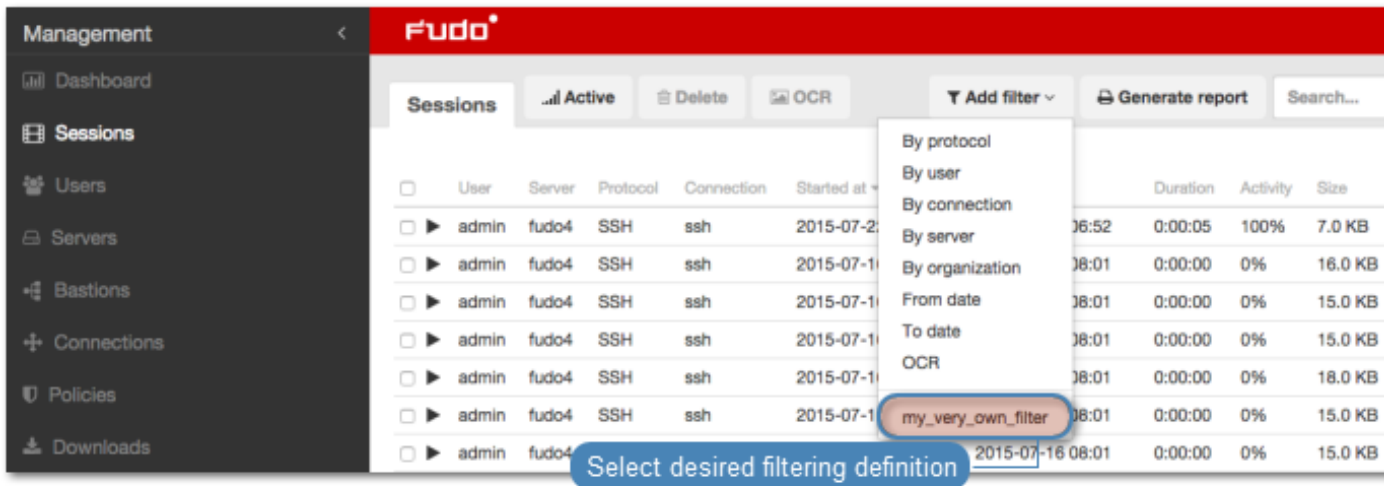 Management <
Dashboard
Sessions
Users
Servers
Bastions
Connections
Policies
Downloads
FUDO
Sessions Active Delete OCR Add filter Generate report Search...
By protocol
By user
By connection
By server
By organization
From date
To date
OCR
my_very_own_filter
User Server Protocol Connection Started at Duration Activity Size
admin fudo4 SSH ssh 2015-07-2 06:52 0:00:05 100% 7.0 KB
admin fudo4 SSH ssh 2015-07-1 08:01 0:00:00 0% 16.0 KB
admin fudo4 SSH ssh 2015-07-1 08:01 0:00:00 0% 15.0 KB
admin fudo4 SSH ssh 2015-07-1 08:01 0:00:00 0% 15.0 KB
admin fudo4 SSH ssh 2015-07-1 08:01 0:00:00 0% 18.0 KB
admin fudo4 SSH ssh 2015-07-1 08:01 0:00:00 0% 15.0 KB
admin fudo4 2015-07-16 08:01 0:00:00 0% 15.0 KB
Select desired filtering definition